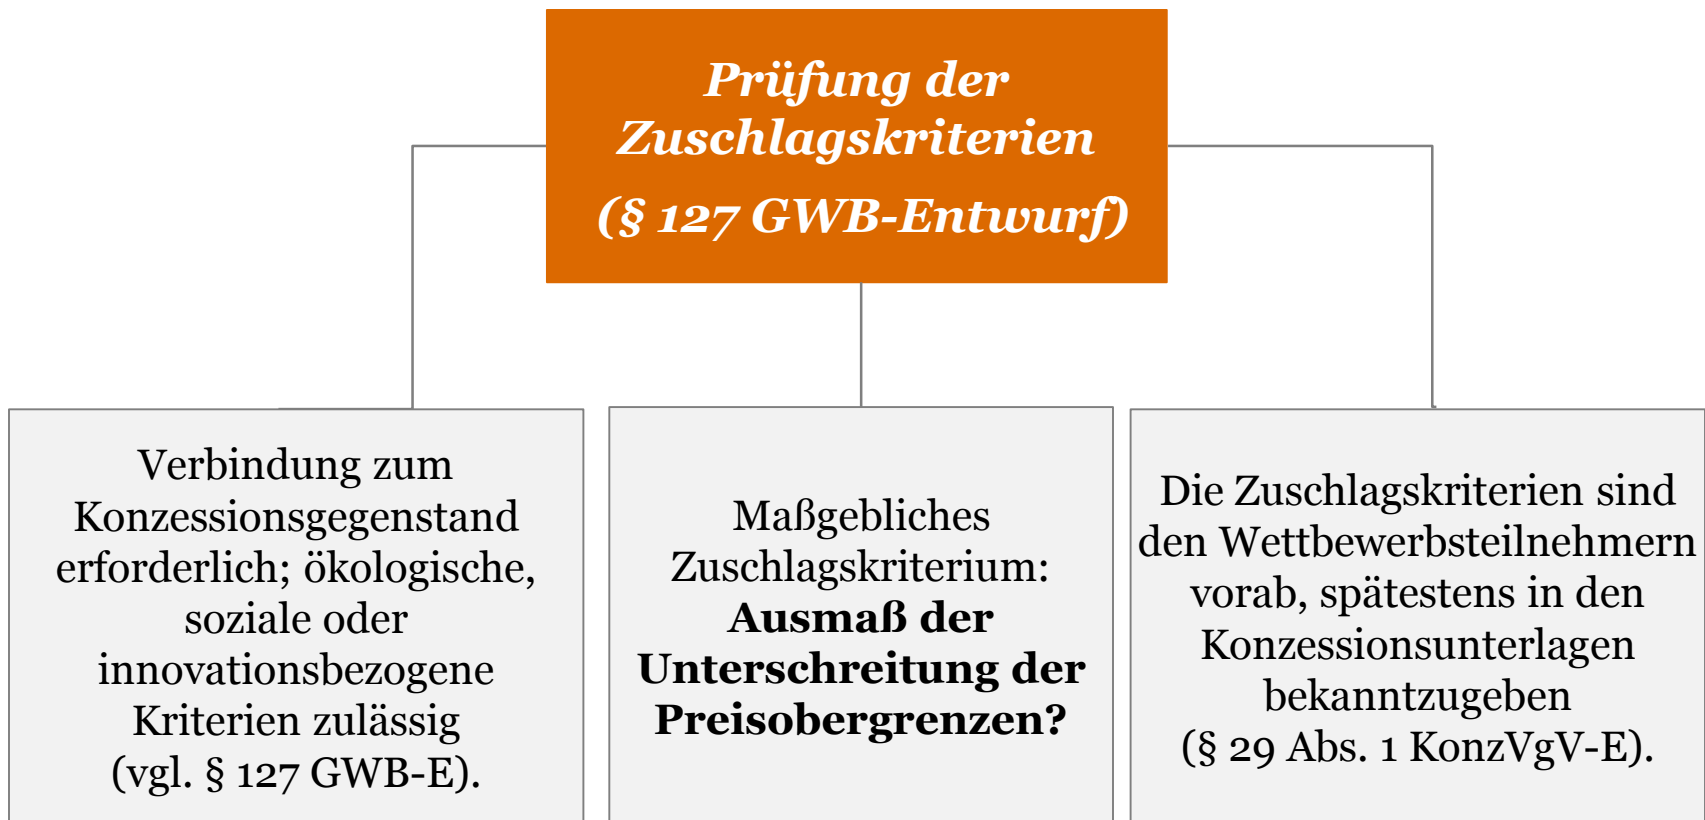 Prüfung der
Zuschlagskriterien
(§ 127 GWB-Entwurf)
Verbindung zum
Konzessionsgegenstand
erforderlich; ökologische,
soziale oder
innovationsbezogene
Kriterien zulässig
(vgl. § 127 GWB-E).
Maßgebliches
Zuschlagskriterium:
Ausmaß der
Unterschreitung der
Preisobergrenzen?
Die Zuschlagskriterien sind
den Wettbewerbsteilnehmern
vorab, spätestens in den
Konzessionsunterlagen
bekanntzugeben
(§ 29 Abs. 1 KonzVgV-E).